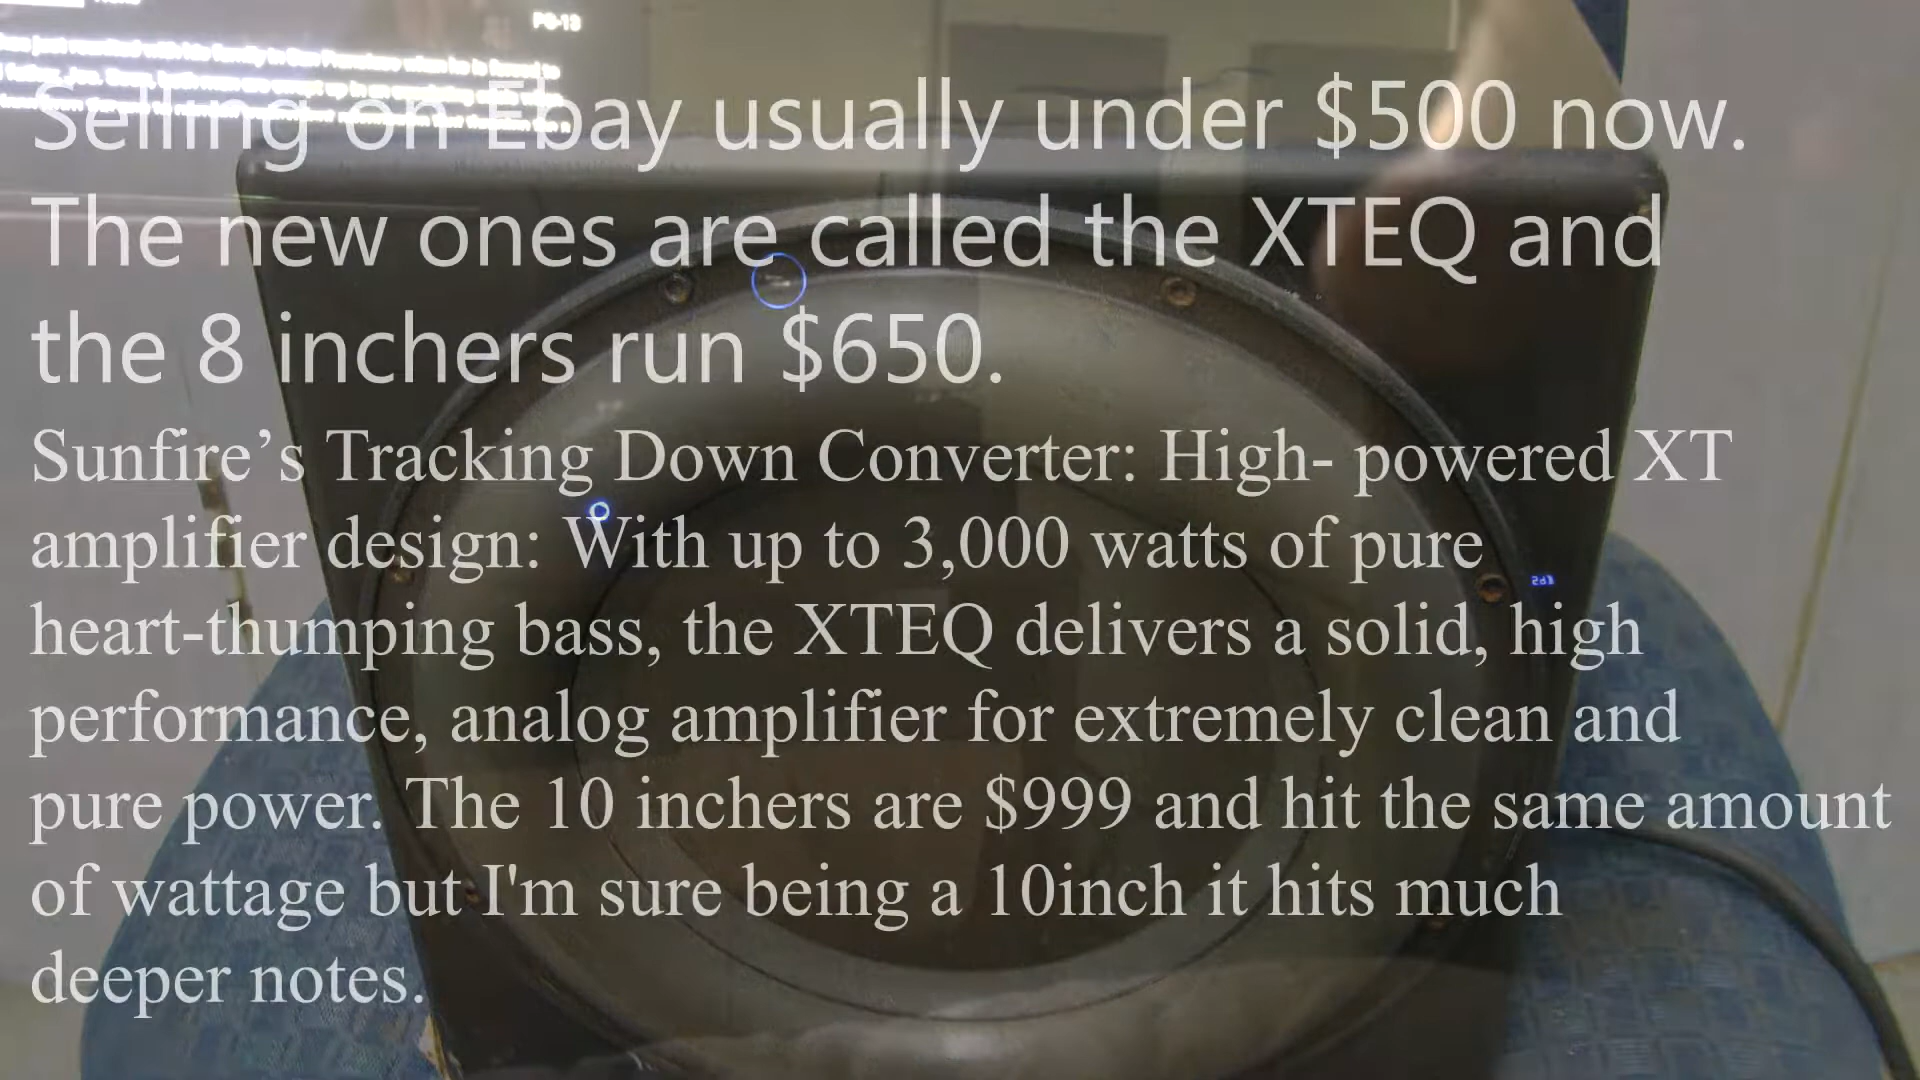 PG-13
Selling on Ebay usually under $500 now.
The new ones are called the XTEQ and
the 8 inchers run $650.
Sunfire’s Tracking Down Converter: High- powered XT
amplifier design: With up to 3,000 watts of pure
heart-thumping bass, the XTEQ delivers a solid, high
performance, analog amplifier for extremely clean and
pure power. The 10 inchers are $999 and hit the same amount
of wattage but I'm sure being a 10inch it hits much
deeper notes.